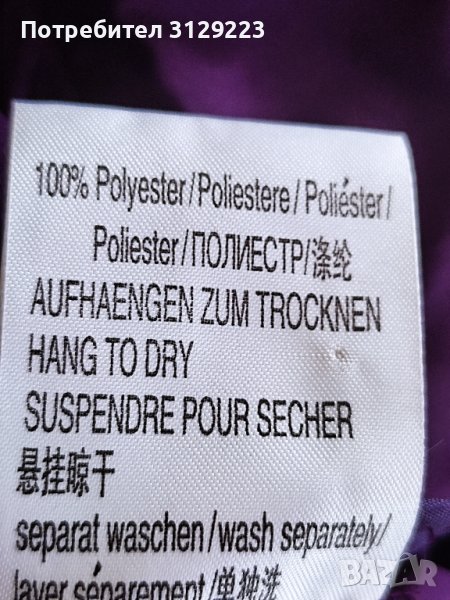 Потребител 3129223
100% Polyester/Poliestere/Poliéster/
Poliester/ПОЛИЕСТР/涤纶
AUFHAENGEN ZUM TROCKNEN
HANG TO DRY
SUSPENDRE POUR SECHER
悬挂晾干
separat waschen/wash separately/
laver séparement/单独洗
BAZAR